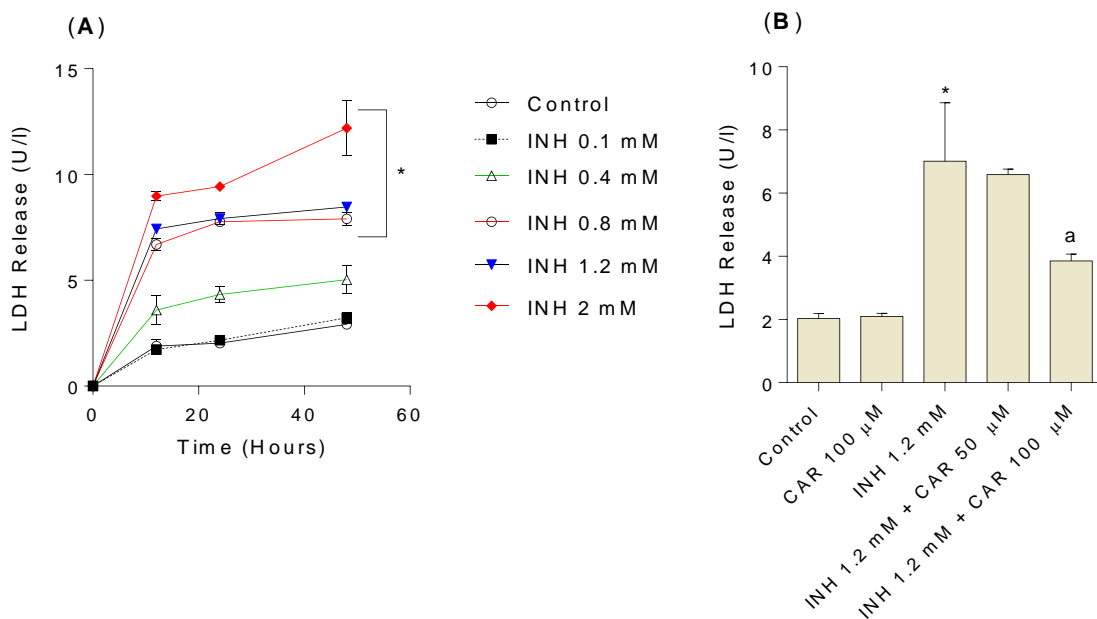 (A)
15
10
5
0
0
20
40
60
LDH Release (U/l)
Time (Hours)
*
Control
INH 0.1 mM
INH 0.4 mM
INH 0.8 mM
INH 1.2 mM
INH 2 mM
(B)
10
8
6
4
2
0
LDH Release (U/l)
*
a
Control
CAR 100 μM
INH 1.2 mM
INH 1.2 mM + CAR 50 μM
INH 1.2 mM + CAR 100 μM